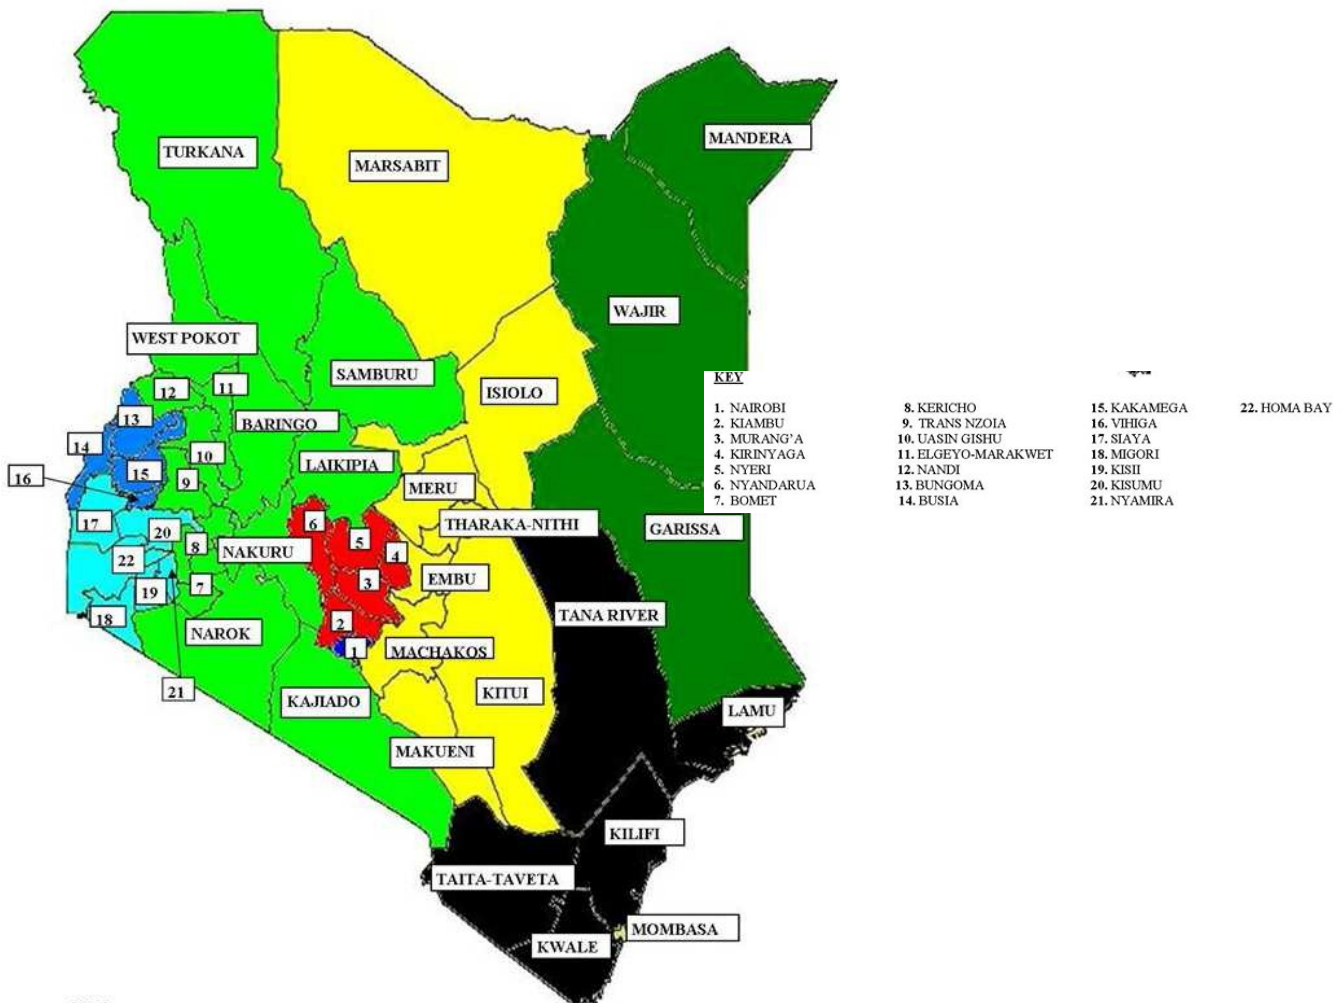 MANDERA
TURKANA
MARSABIT
WAJIR
WEST POKOT
SAMBURU
11
12
ISIOLO
13
BARINGO
14
10
LAIKIPIA
15
16
9
MERU
6
17
THARAKA-NITHI
GARISSA
20
5
8
NAKURU
4
22
EMBU
3
7
19
TANA RIVER
18
2
NAROK
1
MACHAKOS
21
KITUI
KAJIADO
LAMU
MAKUENI
KILIFI
TAITA-TAVETA
MOMBASA
KWALE
KEY
1. NAIROBI
2. KIAMBU
3. MURANG'A
4. KIRINYAGA
5. NYERI
6. NYANDARUA
7. BOMET
8. KERICHO
9. TRANS NZOIA
10. UASIN GISHU
11. ELGEYO-MARAKWET
12. NANDI
13. BUNGOMA
14. BUSIA
15. KAKAMEGA
16. VIHIGA
17. SIAYA
18. MIGORI
19. KISII
20. KISUMU
21. NYAMIRA
22. HOMA BAY